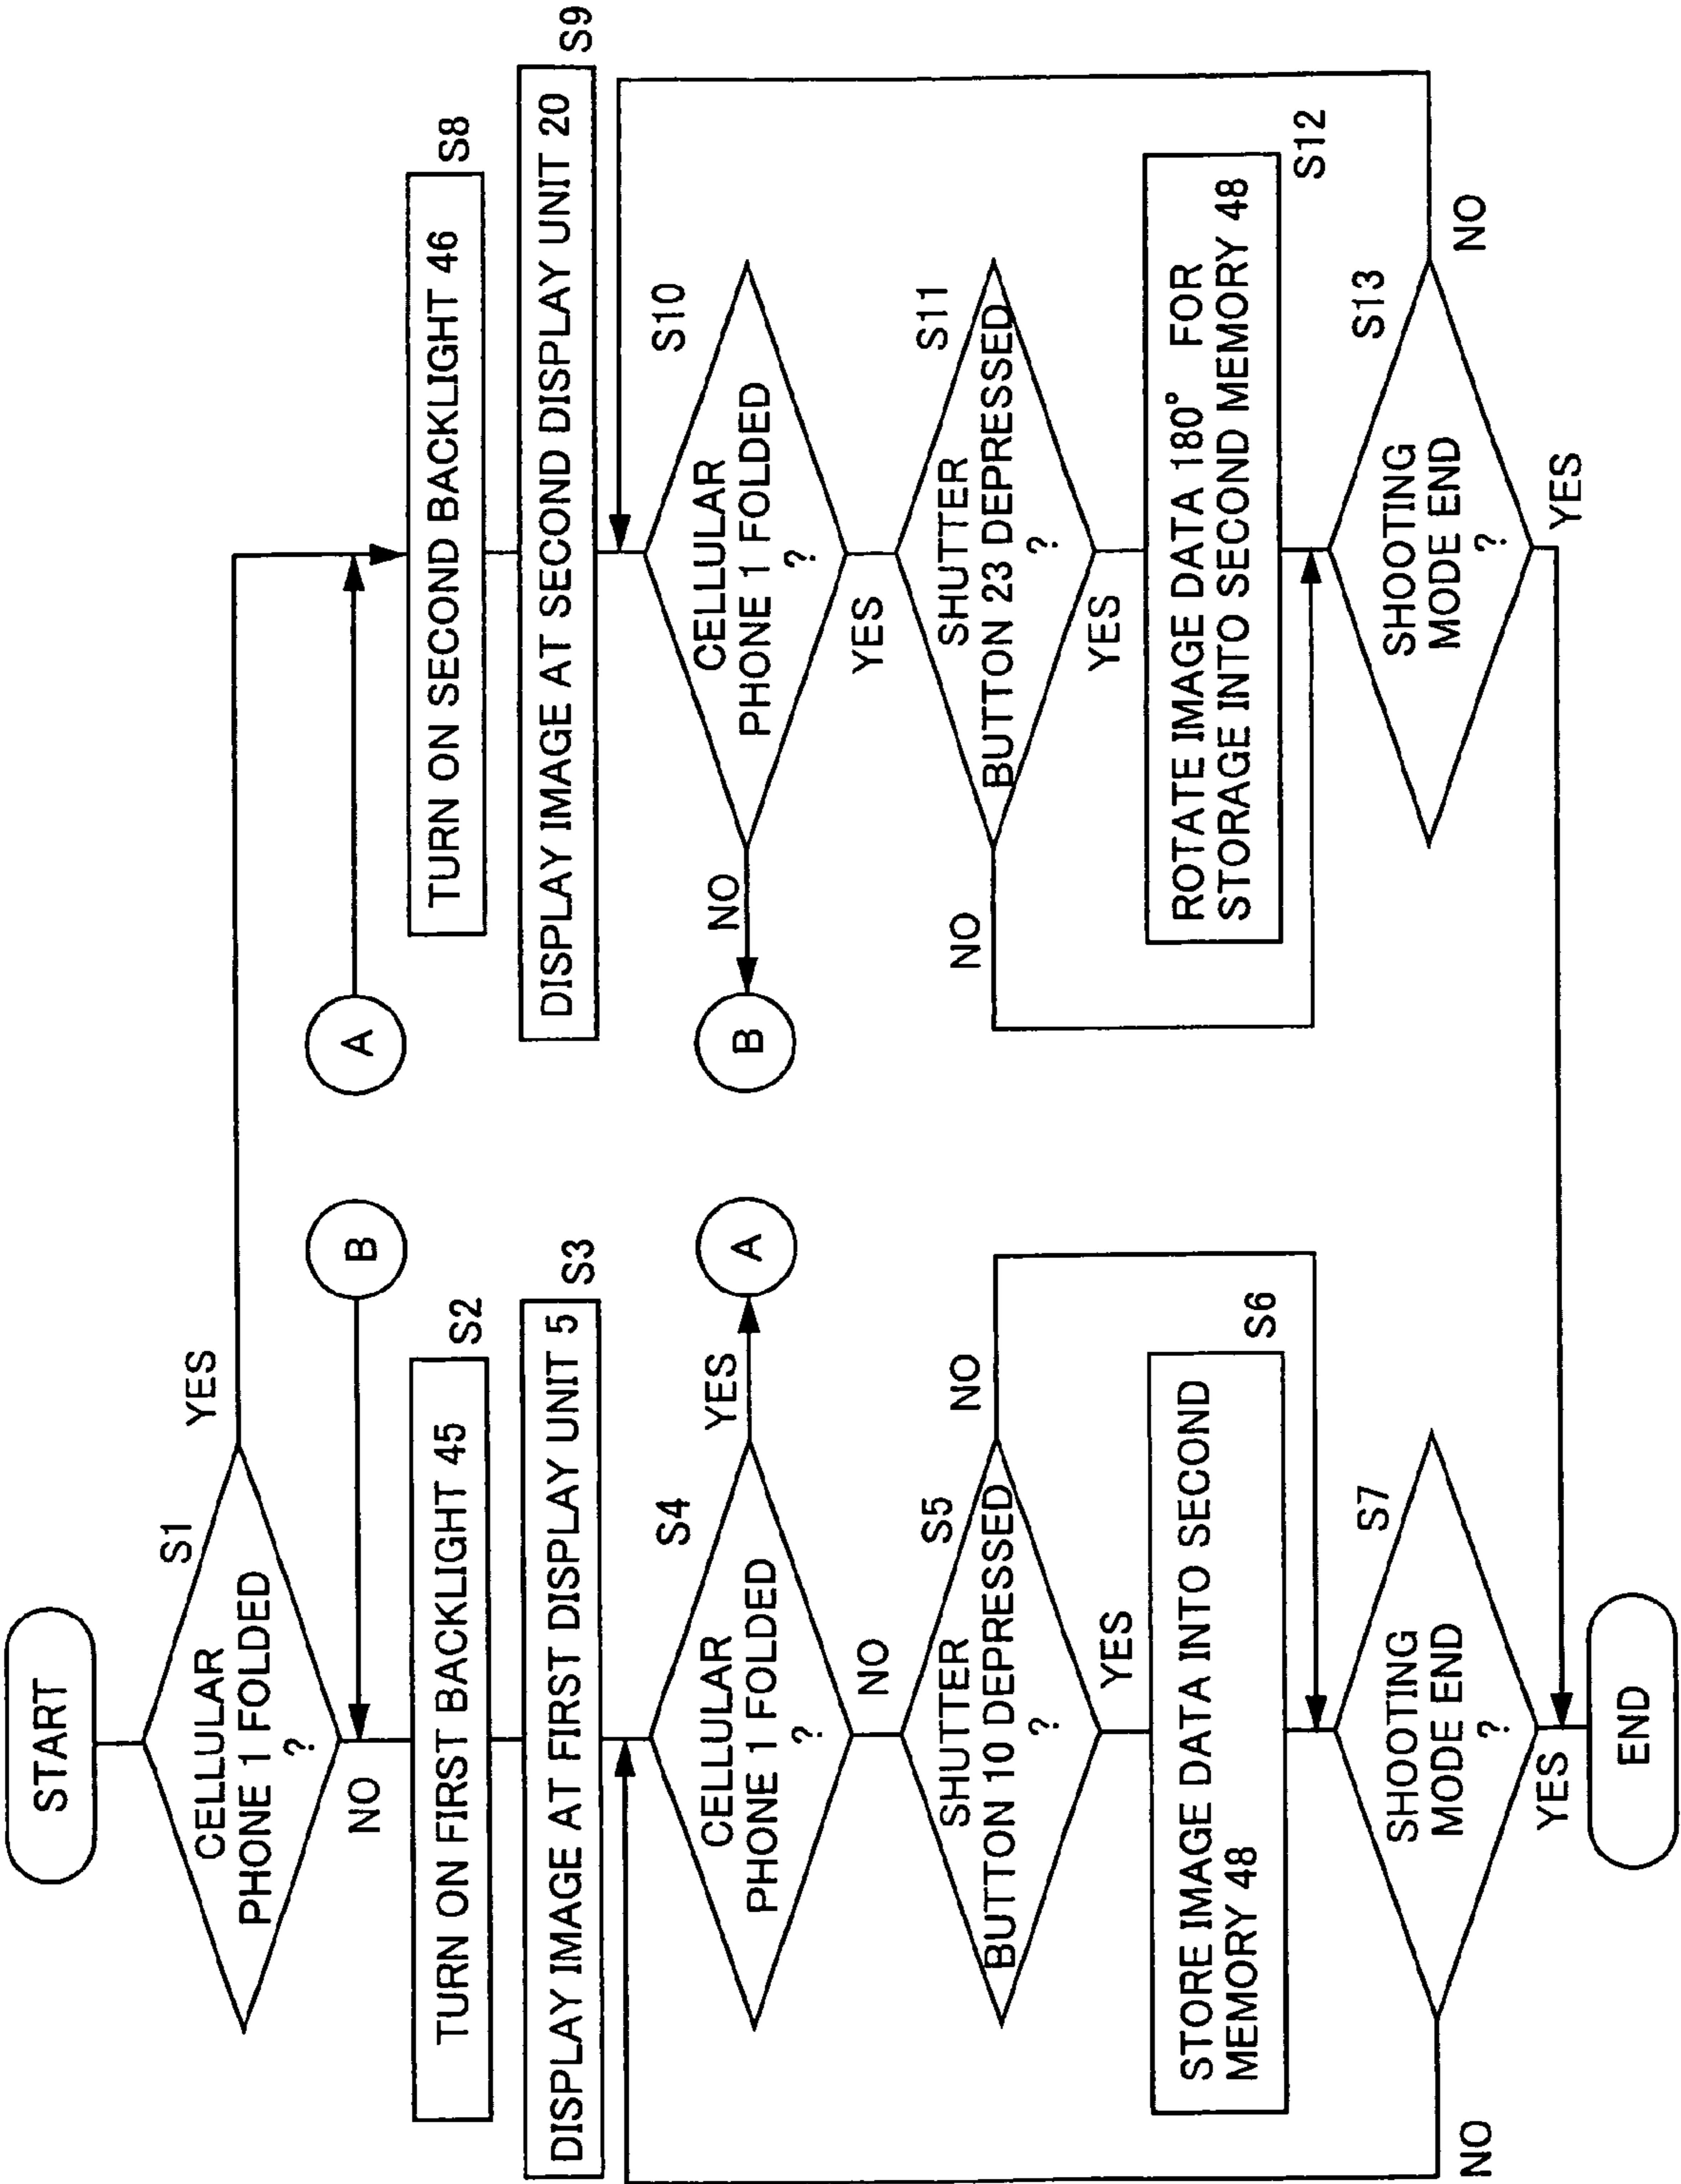 START
S1
CELLULAR
PHONE 1 FOLDED
?
YES
NO
B
TURN ON FIRST BACKLIGHT 45
S2
DISPLAY IMAGE AT FIRST DISPLAY UNIT 5
S3
S4
CELLULAR
PHONE 1 FOLDED
?
YES
A
NO
S5
SHUTTER
BUTTON 10 DEPRESSED
?
NO
YES
S6
STORE IMAGE DATA INTO SECOND
MEMORY 48
S7
SHOOTING
MODE END
?
NO
YES
END
A
TURN ON SECOND BACKLIGHT 46
S8
DISPLAY IMAGE AT SECOND DISPLAY UNIT 20
S9
S10
CELLULAR
PHONE 1 FOLDED
?
NO
B
YES
S11
SHUTTER
BUTTON 23 DEPRESSED
?
NO
YES
ROTATE IMAGE DATA 180° FOR
STORAGE INTO SECOND MEMORY 48
S12
S13
SHOOTING
MODE END
?
NO
YES